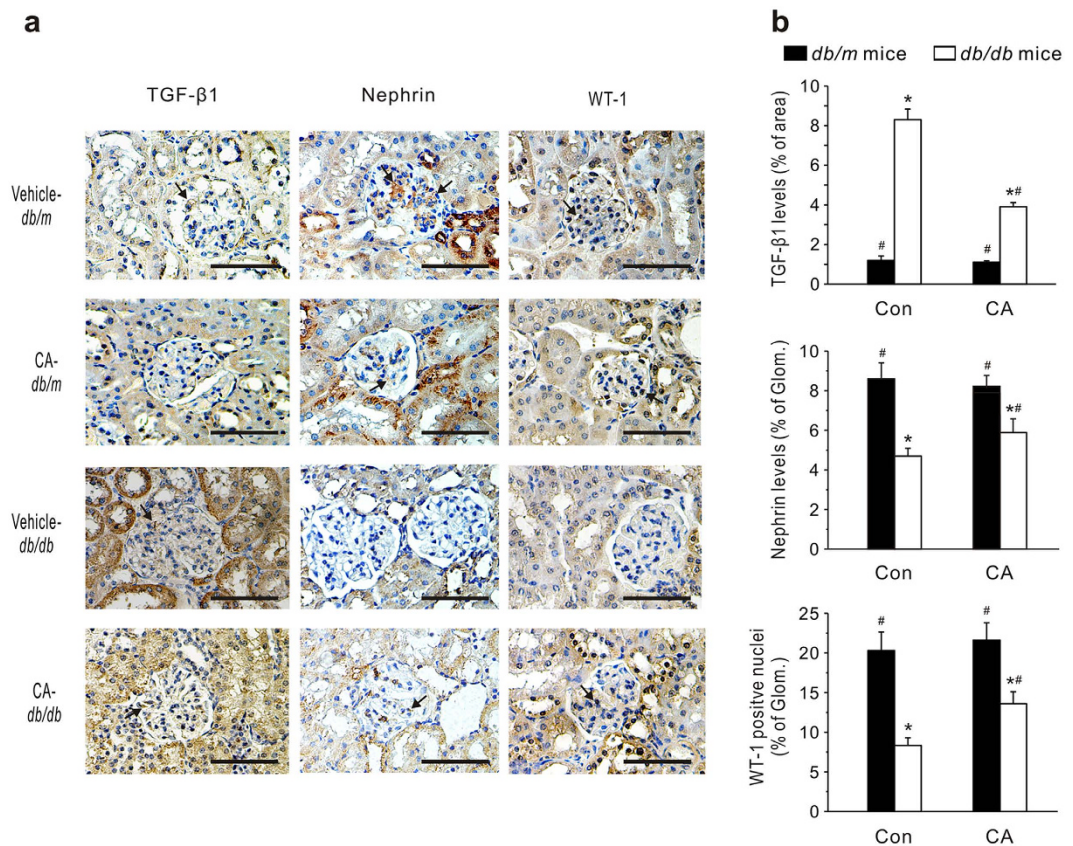 a
TGF-β1 Nephrin WT-1
Vehicle-
db/m
CA-
db/m
Vehicle-
db/db
CA-
db/db
b
db/m mice db/db mice
TGF-β1 levels (% of area)
10
8
6
4
2
0
*
*#
#
#
Con CA
Nephrin levels (% of Glom.)
10
8
6
4
2
0
#
*
#
*#
Con CA
WT-1 positive nuclei
(% of Glom.)
25
20
15
10
5
0
#
*
#
*#
Con CA